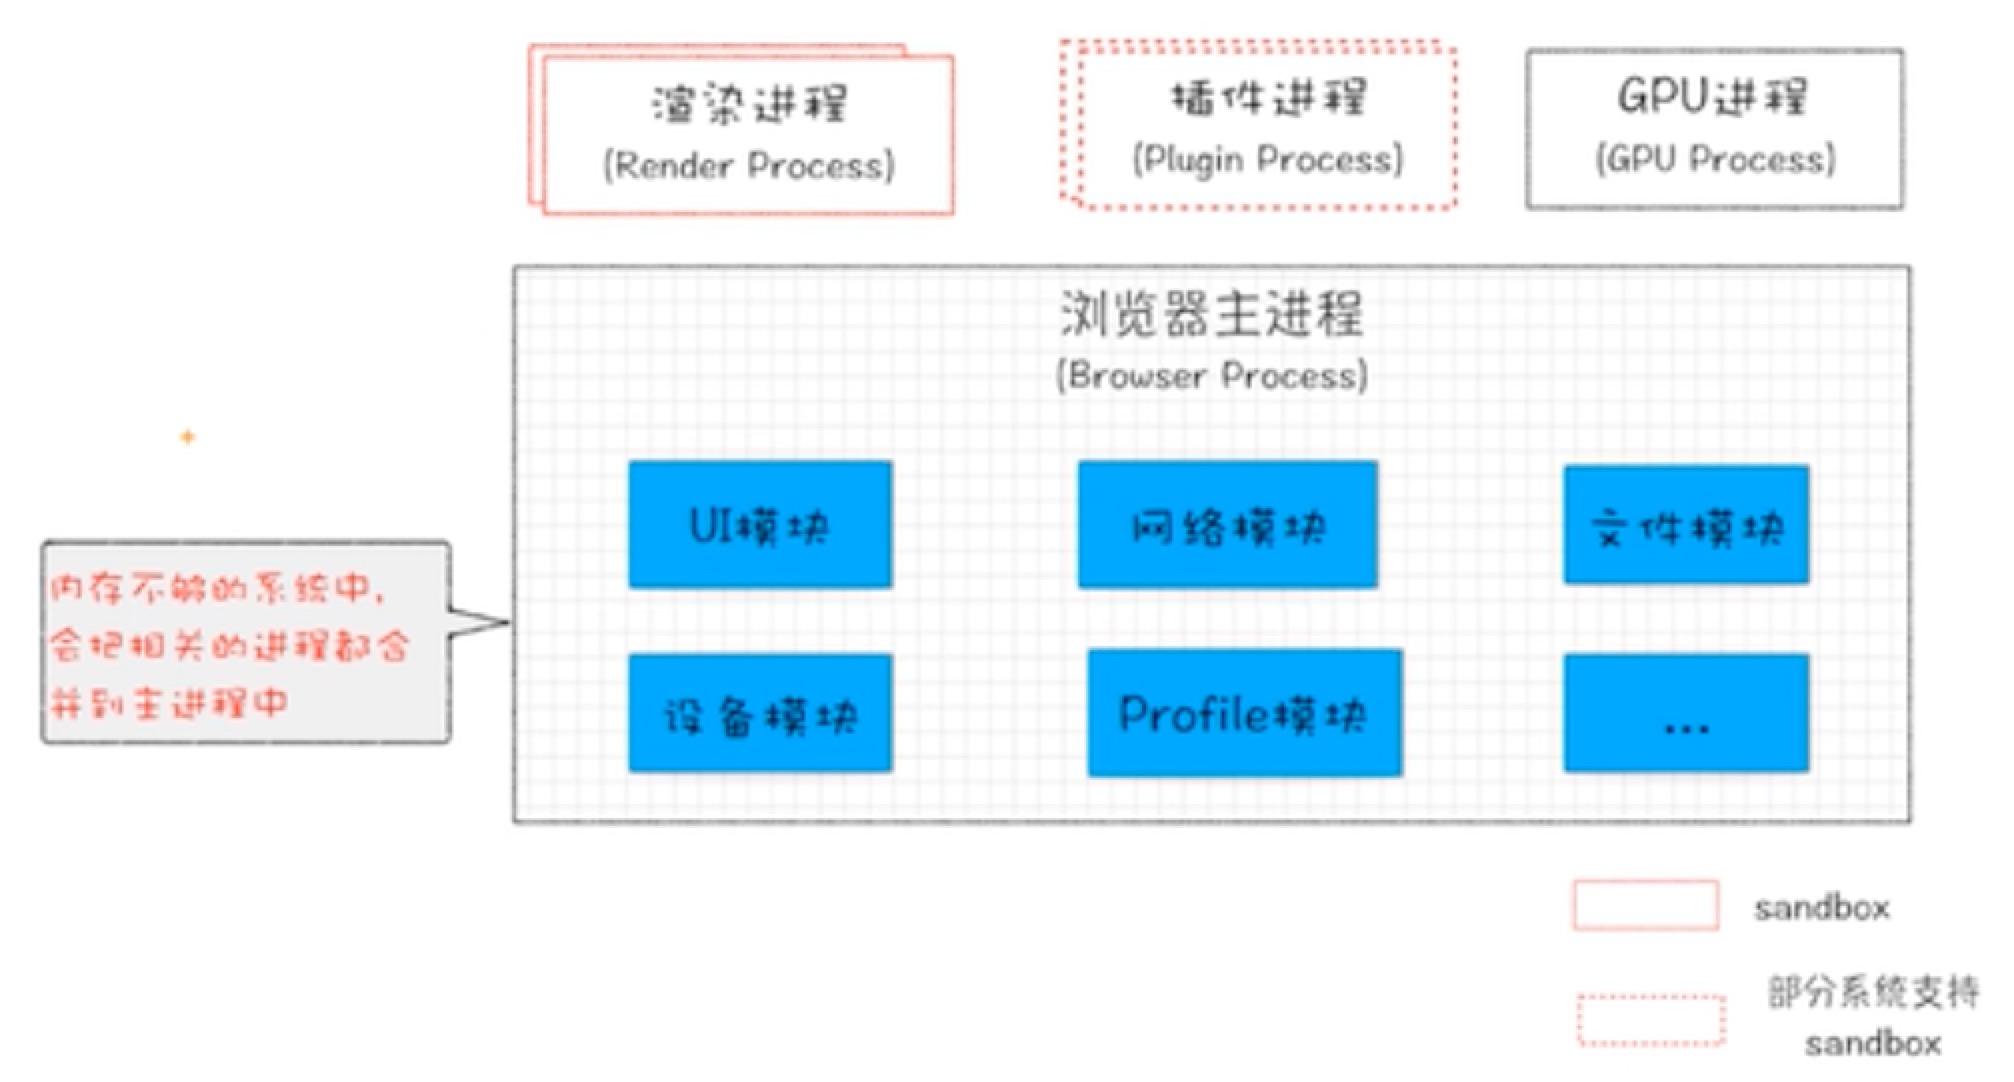 渲染进程
(Render Process)
插件进程
(Plugin Process)
GPU进程
(GPU Process)
浏览器主进程
(Browser Process)
UI模块
网络模块
文件模块
设备模块
Profile模块
...
内存不够的系统中，
会把相关的进程都合
并到主进程中
sandbox
部分系统支持
sandbox